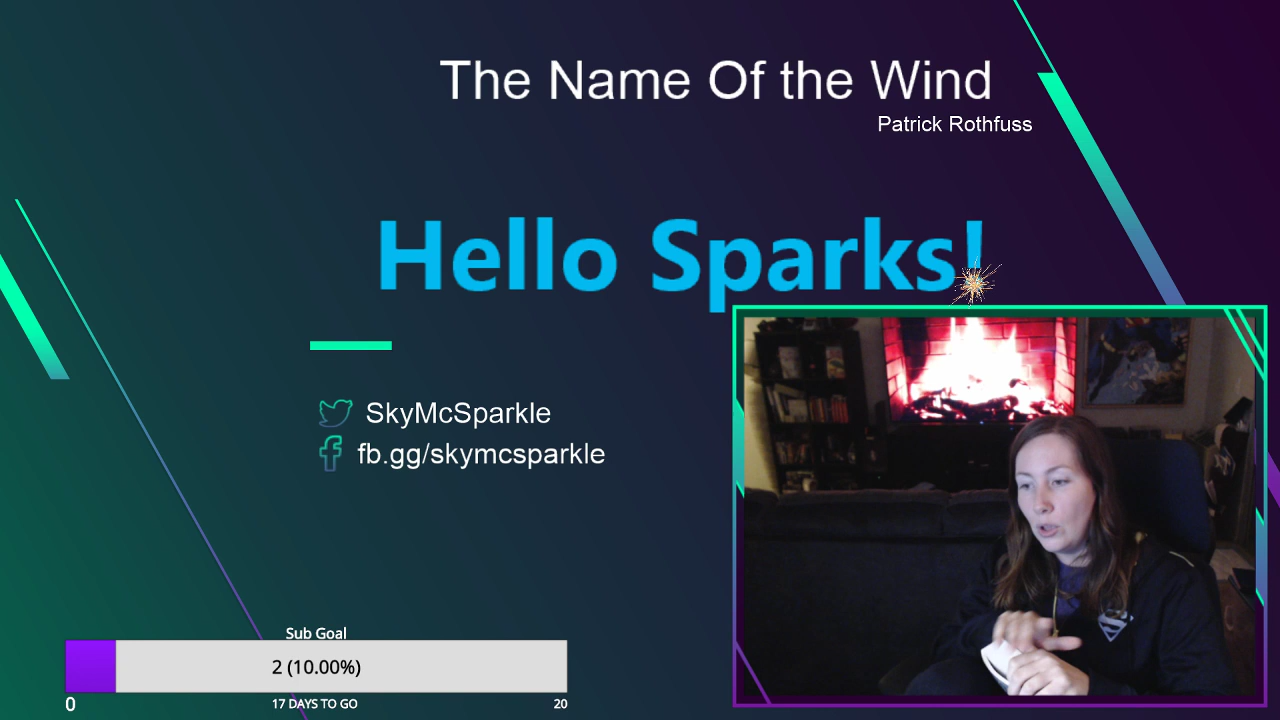 The Name Of the Wind
Patrick Rothfuss
Hello Sparks!
SkyMcSparkle
fb.gg/skymcsparkle
Sub Goal
2 (10.00%)
0
17 DAYS TO GO
20